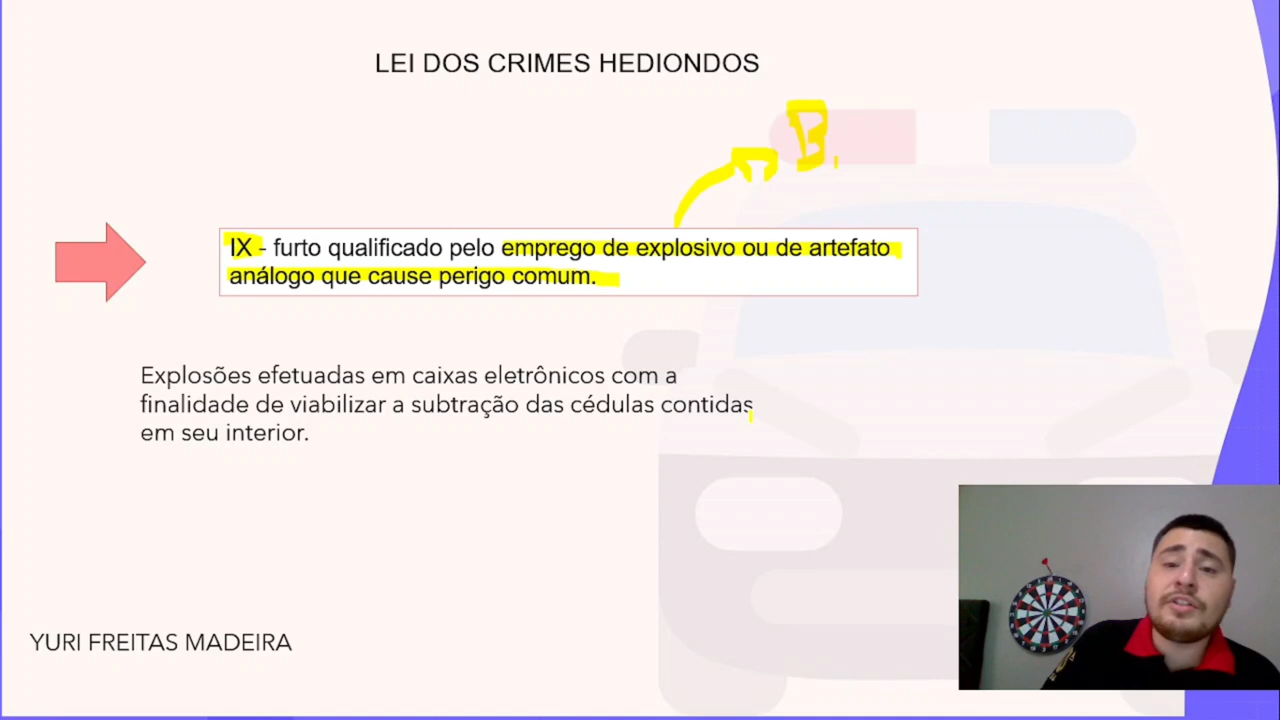 LEI DOS CRIMES HEDIONDOS
B
IX - furto qualificado pelo emprego de explosivo ou de artefato
análogo que cause perigo comum.
Explosões efetuadas em caixas eletrônicos com a
finalidade de viabilizar a subtração das cédulas contidas
em seu interior.
YURI FREITAS MADEIRA